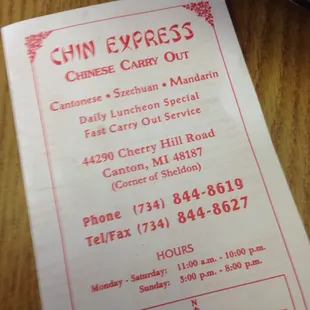 CHIN EXPRESS
CHINESE CARRY OUT
Cantonese • Szechuan • Mandarin
Daily Luncheon Special
Fast Carry Out Service
44290 Cherry Hill Road
Canton, MI 48187
(Corner of Sheldon)
Phone (734) 844-8619
Tel/Fax (734) 844-8627
HOURS
Monday - Saturday: 11:00 a.m. - 10:00 p.m.
Sunday: 3:00 p.m. - 8:00 p.m.
N